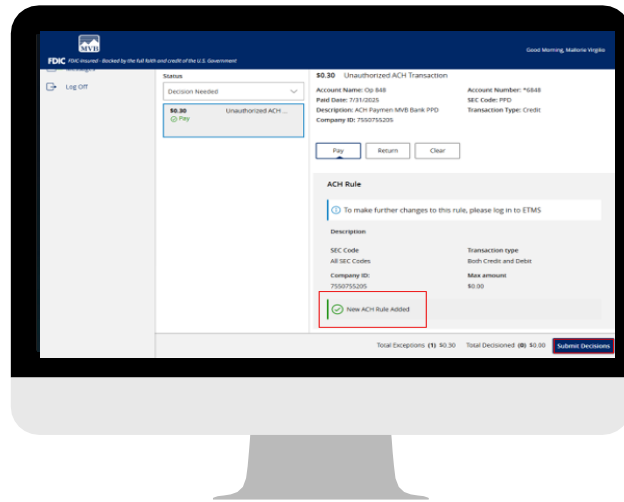 MVB
Good Morning, Mallorie Virgilio
FDIC FDIC-Insured - Backed by the full faith and credit of the U.S. Government
Messages
Log Off
Status
Decision Needed
$0.30 Unauthorized ACH ...
Pay
$0.30 Unauthorized ACH Transaction
Account Name: Op 848 Account Number: *6848
Paid Date: 7/31/2025 SEC Code: PPD
Description: ACH Paymen-MVB Bank PPD Transaction Type: Credit
Company ID: 7550755205
Pay Return Clear
ACH Rule
To make further changes to this rule, please log in to ETMS
Description
SEC Code Transaction type
All SEC Codes Both Credit and Debit
Company ID: Max amount
7550755205 $0.00
New ACH Rule Added
Total Exceptions (1) $0.30 Total Decisioned (0) $0.00 Submit Decisions